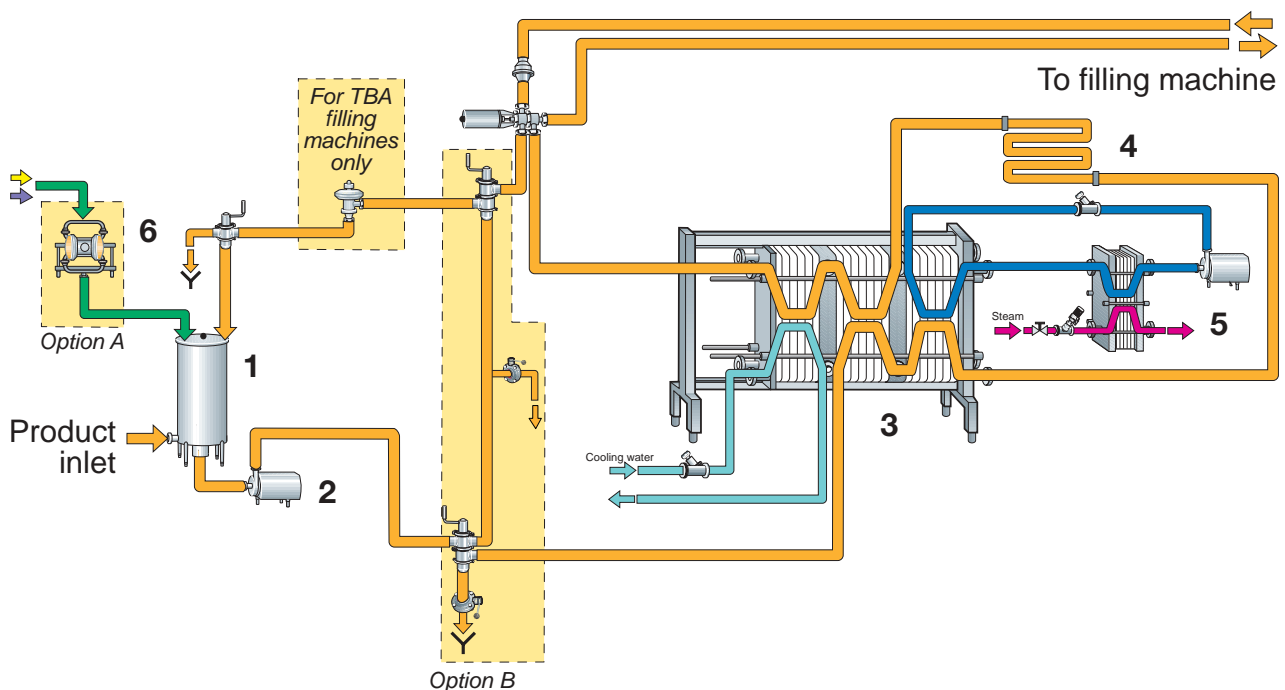 To filling machine
For TBA
filling
machines
only
4
6
Option A
Steam
5
1
3
Product
inlet
Cooling water
2
Option B